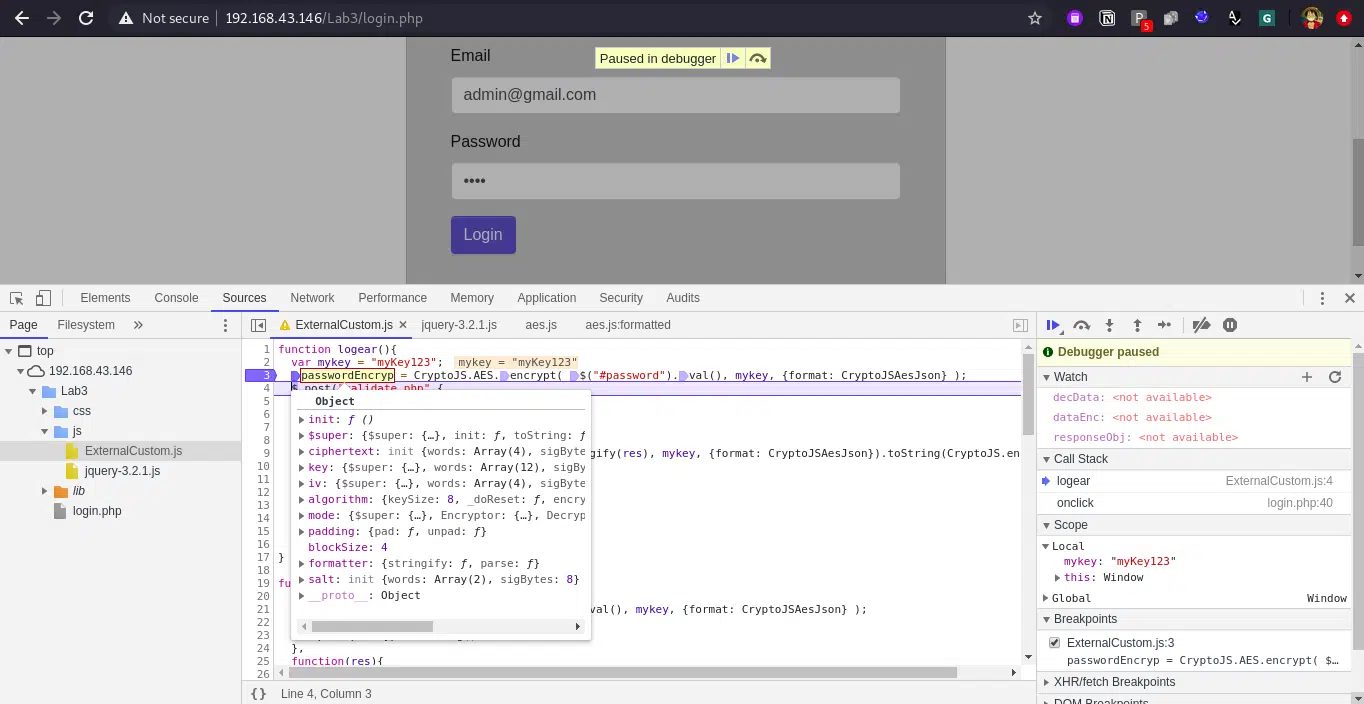 Not secure | 192.168.43.146/Lab3/login.php
5
Email
Paused in debugger
admin@gmail.com
Password
••••
Login
Elements Console Sources Network Performance Memory Application Security Audits
Page Filesystem » ExternalCustom.js × jquery-3.2.1.js aes.js aes.js:formatted
top
192.168.43.146
Lab3
css
js
ExternalCustom.js
jquery-3.2.1.js
lib
login.php
1 function logear(){
2 var mykey = "myKey123"; mykey = "myKey123"
3 passwordEncryp = CryptoJS.AES.encrypt( $("#password").val(), mykey, {format: CryptoJSAesJson} );
4 $.post("validate.php",{
5
6
7
8
9 gify(res), mykey, {format: CryptoJSAesJson}).toString(CryptoJS.en
10
11
12
13
14
15
16
17 }
18
19 fu
20
21 val(), mykey, {format: CryptoJSAesJson} );
22
23
24 },
25 function(res){
26
Object
init: ƒ ()
$super: {$super: {…}, init: ƒ, toString: ƒ
ciphertext: init {words: Array(4), sigByte
key: {$super: {…}, words: Array(12), sigBy
iv: {$super: {…}, words: Array(4), sigByte
algorithm: {keySize: 8, _doReset: ƒ, encry
mode: {$super: {…}, Encryptor: {…}, Decryp
padding: {pad: ƒ, unpad: ƒ}
blockSize: 4
formatter: {stringify: ƒ, parse: ƒ}
salt: init {words: Array(2), sigBytes: 8}
__proto__: Object
{} Line 4, Column 3
Debugger paused
Watch
decData: <not available>
dataEnc: <not available>
responseObj: <not available>
Call Stack
logear ExternalCustom.js:4
onclick login.php:40
Scope
Local
mykey: "myKey123"
this: Window
Global Window
Breakpoints
ExternalCustom.js:3
passwordEncryp = CryptoJS.AES.encrypt( $…
XHR/fetch Breakpoints
DOM Breakpoints